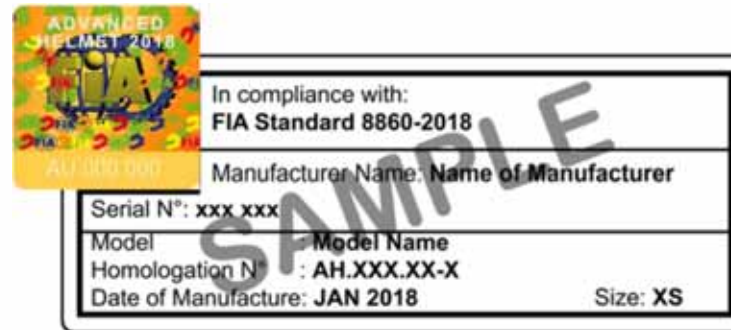 ADVANCED
HELMET 2018
FIA
AU.000.000
In compliance with:
FIA Standard 8860-2018
Manufacturer Name: Name of Manufacturer
Serial N°: xxx xxx
Model : Model Name
Homologation N° : AH.XXX.XX-X
Date of Manufacture: JAN 2018 Size: XS
SAMPLE